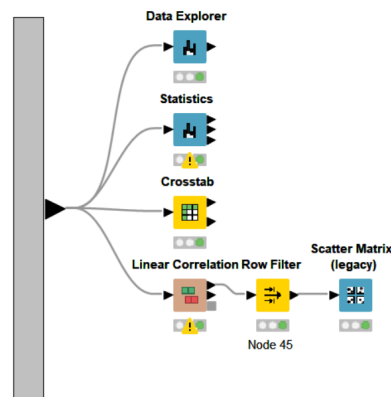 Data Explorer
Statistics
Crosstab
Linear Correlation
Row Filter
Scatter Matrix
(legacy)
Node 45